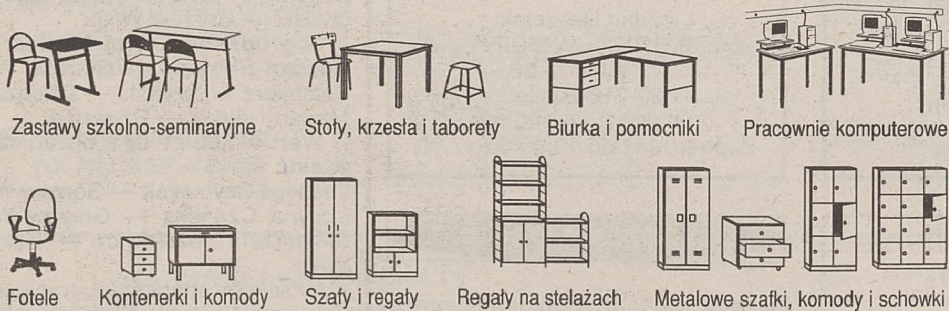 Zastawy szkolno-seminaryjne
Stoły, krzesła i taborety
Biurka i pomocniki
Pracownie komputerowe
Fotele
Kontenerki i komody
Szafy i regały
Regały na stelażach
Metalowe szafki, komody i schowki